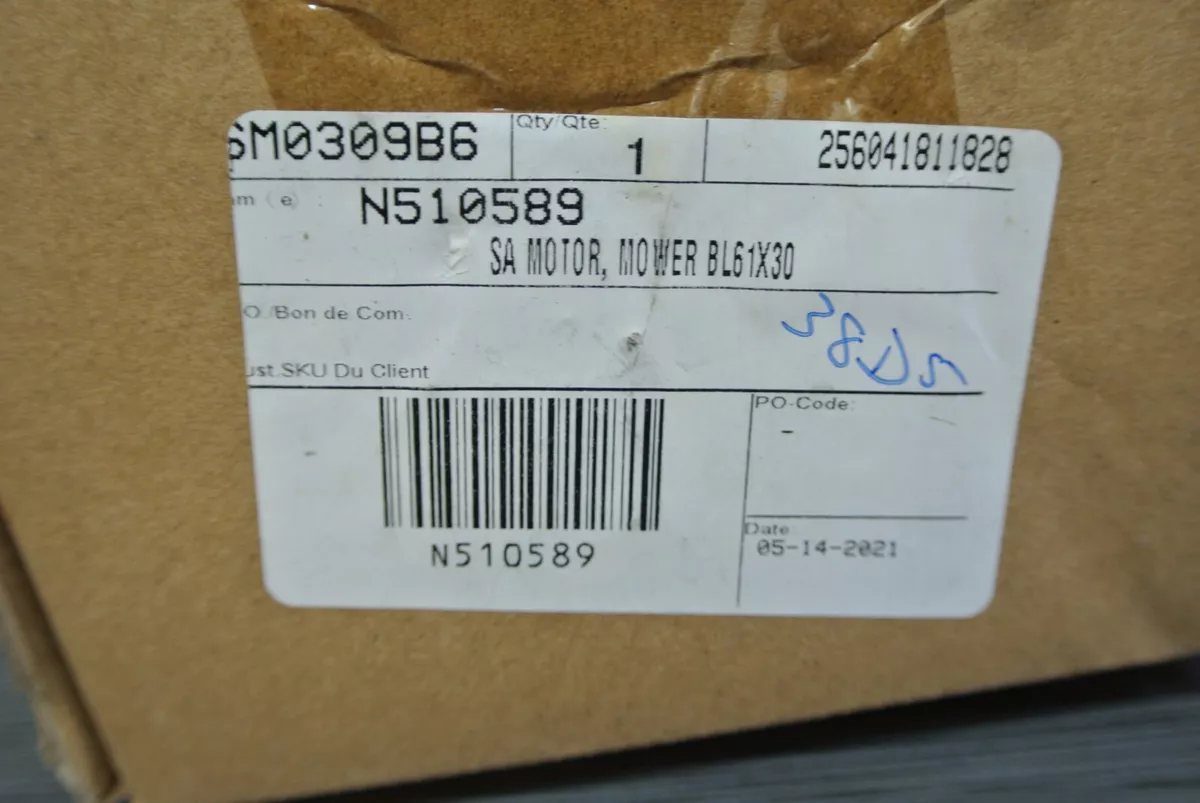 SM0309B6 Qty/Qte: 1 256041811828
m (e) : N510589
SA MOTOR, MOWER BL61X30
O./Bon de Com.
ust.SKU Du Client
PO-Code:
-
N510589
Date
05-14-2021